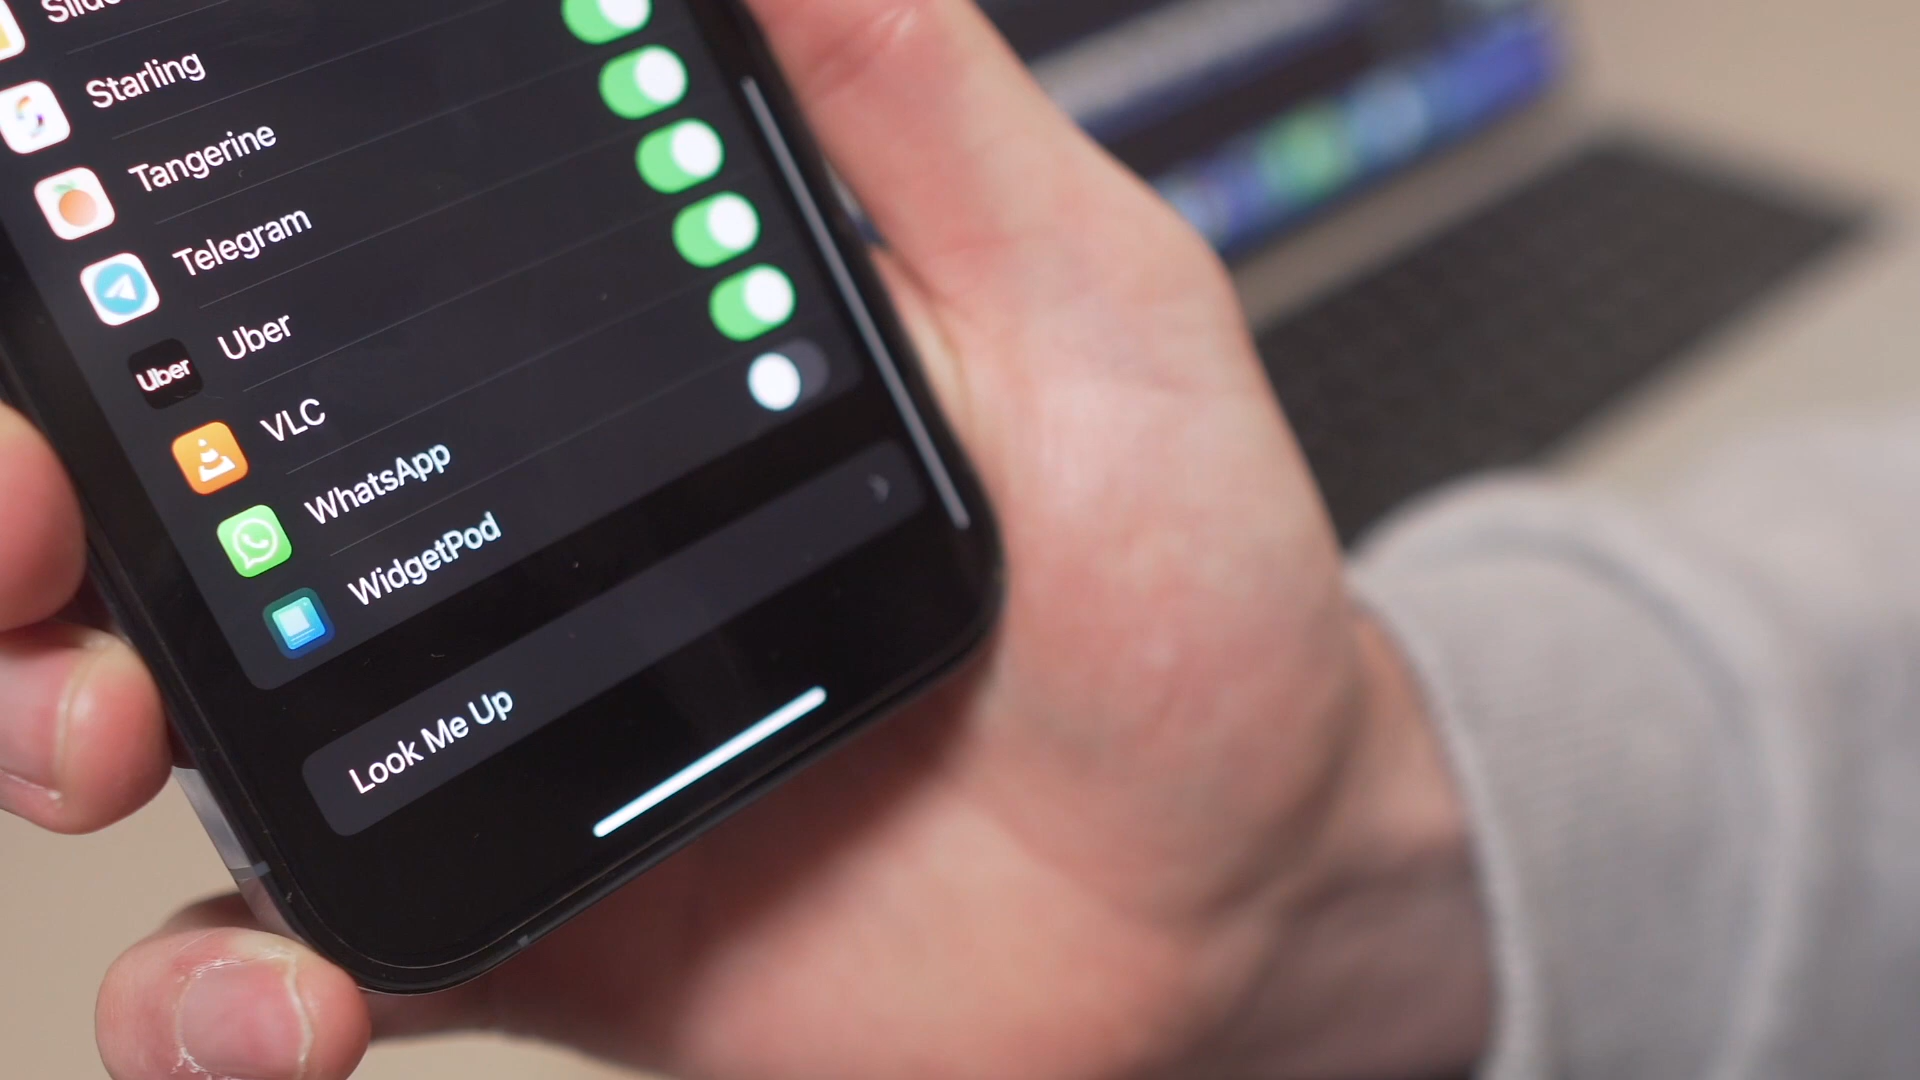 Starling
Tangerine
Telegram
Uber
Uber
VLC
WhatsApp
WidgetPod
Look Me Up